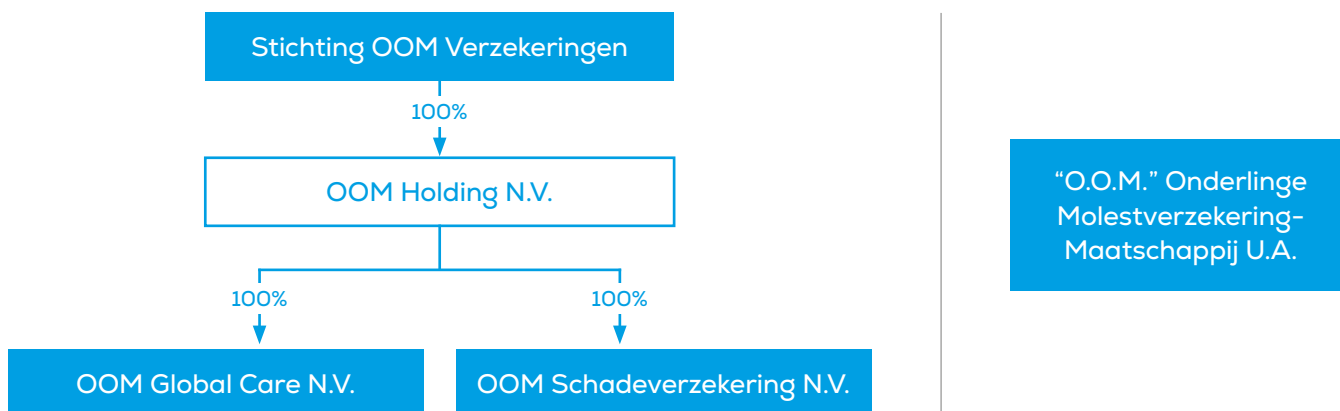 Stichting OOM Verzekeringen
100%
OOM Holding N.V.
100%
100%
OOM Global Care N.V.
OOM Schadeverzekering N.V.
“O.O.M.” Onderlinge
Molestverzekering-
Maatschappij U.A.